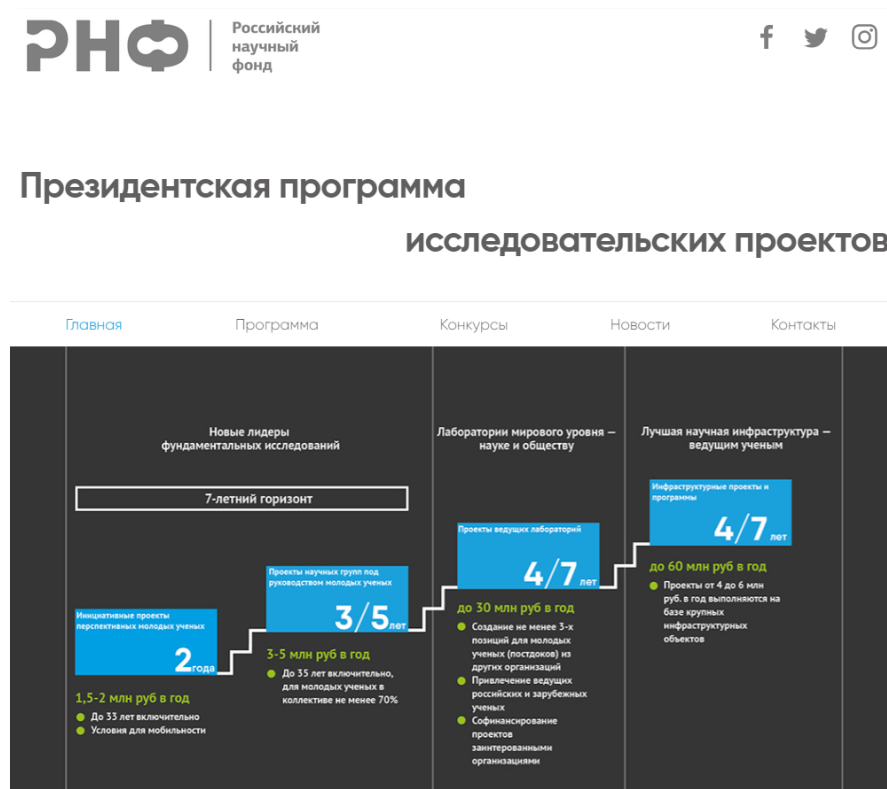 РНФ
Российский
научный
фонд
Президентская программа
исследовательских проектов
Главная
Программа
Конкурсы
Новости
Контакты
Новые лидеры
фундаментальных исследований
7-летний горизонт
Инициативные проекты
перспективных молодых ученых
2 года
1,5-2 млн руб в год
До 33 лет включительно
Условия для мобильности
Проекты научных групп под
руководством молодых ученых
3/5 лет
3-5 млн руб в год
До 35 лет включительно,
для молодых ученых в
коллективе не менее 70%
Лаборатории мирового уровня —
науке и обществу
Проекты ведущих лабораторий
4/7 лет
до 30 млн руб в год
Создание не менее 3-х
позиций для молодых
ученых (постдоков) из
других организаций
Привлечение ведущих
российских и зарубежных
ученых
Софинансирование
проектов
заинтерованными
организациями
Лучшая научная инфраструктура —
ведущим ученым
Инфраструктурные проекты и
программы
4/7 лет
до 60 млн руб в год
Проекты от 4 до 6 млн
руб. в год выполняются на
базе крупных
инфраструктурных
объектов